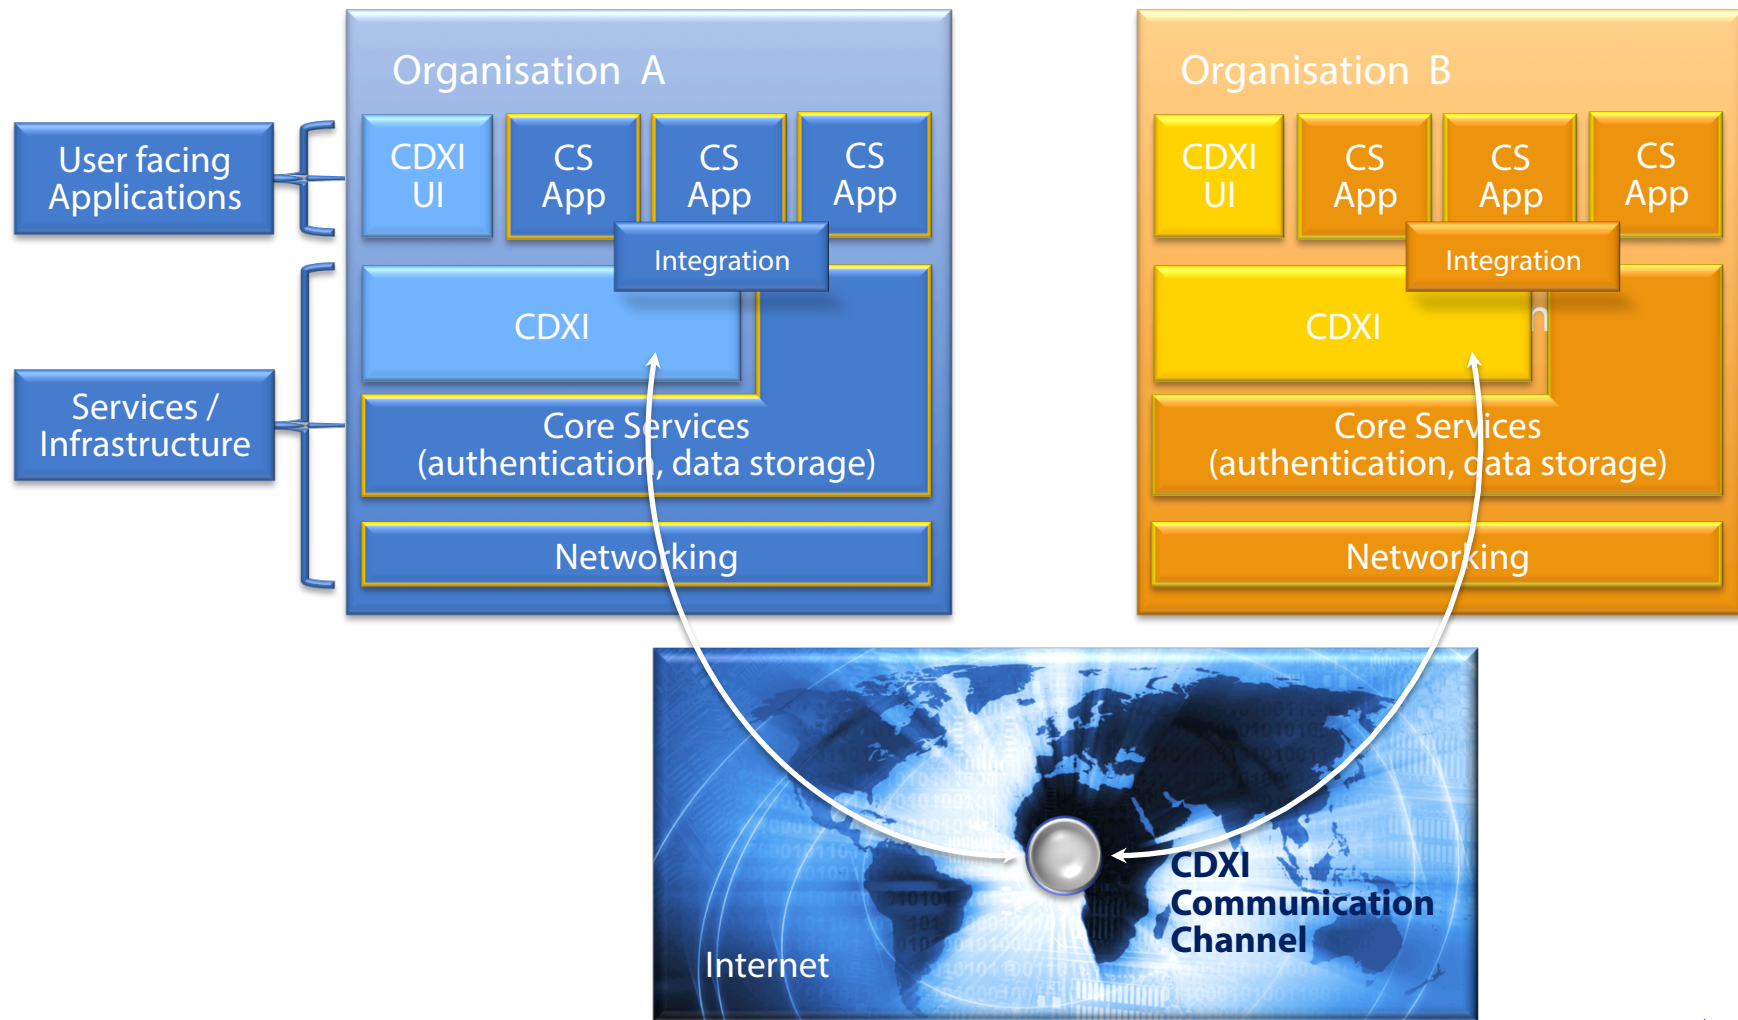 Organisation A
Organisation B
User facing
Applications
CDXI
UI
CS
App
CS
App
CS
App
CDXI
UI
CS
App
CS
App
CS
App
Integration
Integration
CDXI
CDXI
n
Services /
Infrastructure
Core Services
(authentication, data storage)
Core Services
(authentication, data storage)
Networking
Networking
CDXI
Communication
Channel
Internet